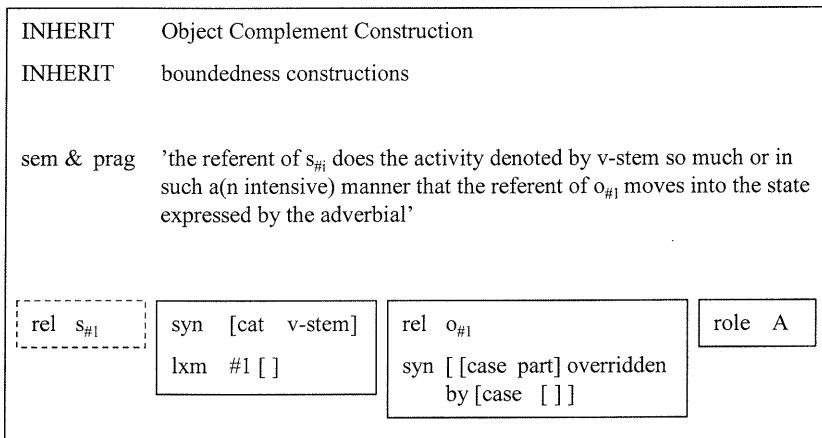 INHERIT Object Complement Construction
INHERIT boundedness constructions
sem & prag ’the referent of s#i does the activity denoted by v-stem so much or in
such a(n intensive) manner that the referent of o#1 moves into the state
expressed by the adverbial’
rel s#1 syn [cat v-stem] rel o#1 role A
lxm #1 [ ] syn [ [case part] overridden
by [case [ ] ]